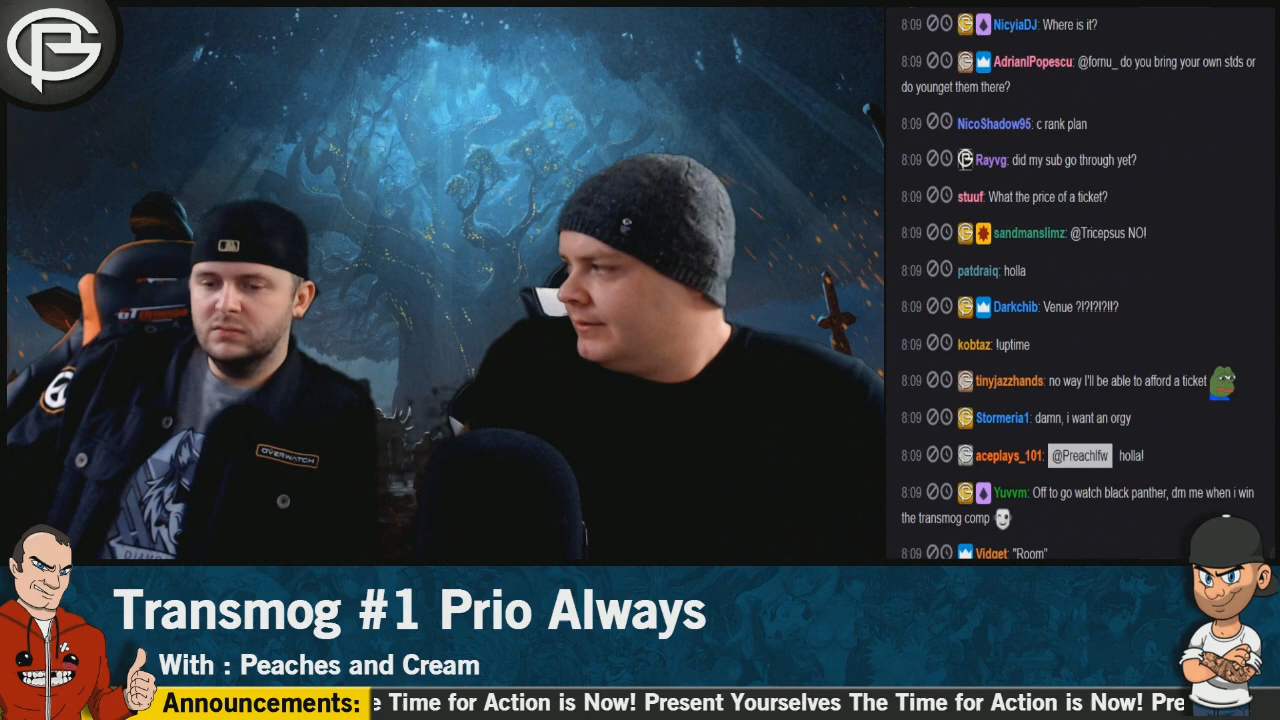 8:09 NicyiaDJ: Where is it?
8:09 AdrianIPopescu: @fornu_ do you bring your own stds or
do younget them there?
8:09 NicoShadow95: c rank plan
8:09 Rayvg: did my sub go through yet?
8:09 stuuf: What the price of a ticket?
8:09 sandmanslimz: @Tricepsus NO!
8:09 patdraiq: holla
8:09 Darkchib: Venue ?!?!?!?!!?
8:09 kobtaz: !uptime
8:09 tinyjazzhands: no way I'll be able to afford a ticket
8:09 Stormeria1: damn, i want an orgy
8:09 aceplays_101: @Preachlfw holla!
8:09 Yuvvm: Off to go watch black panther, dm me when i win
the transmog comp
8:09 Vidget: "Room"
OVERWATCH
Transmog #1 Prio Always
With : Peaches and Cream
Announcements: e Time for Action is Now! Present Yourselves The Time for Action is Now! Pre